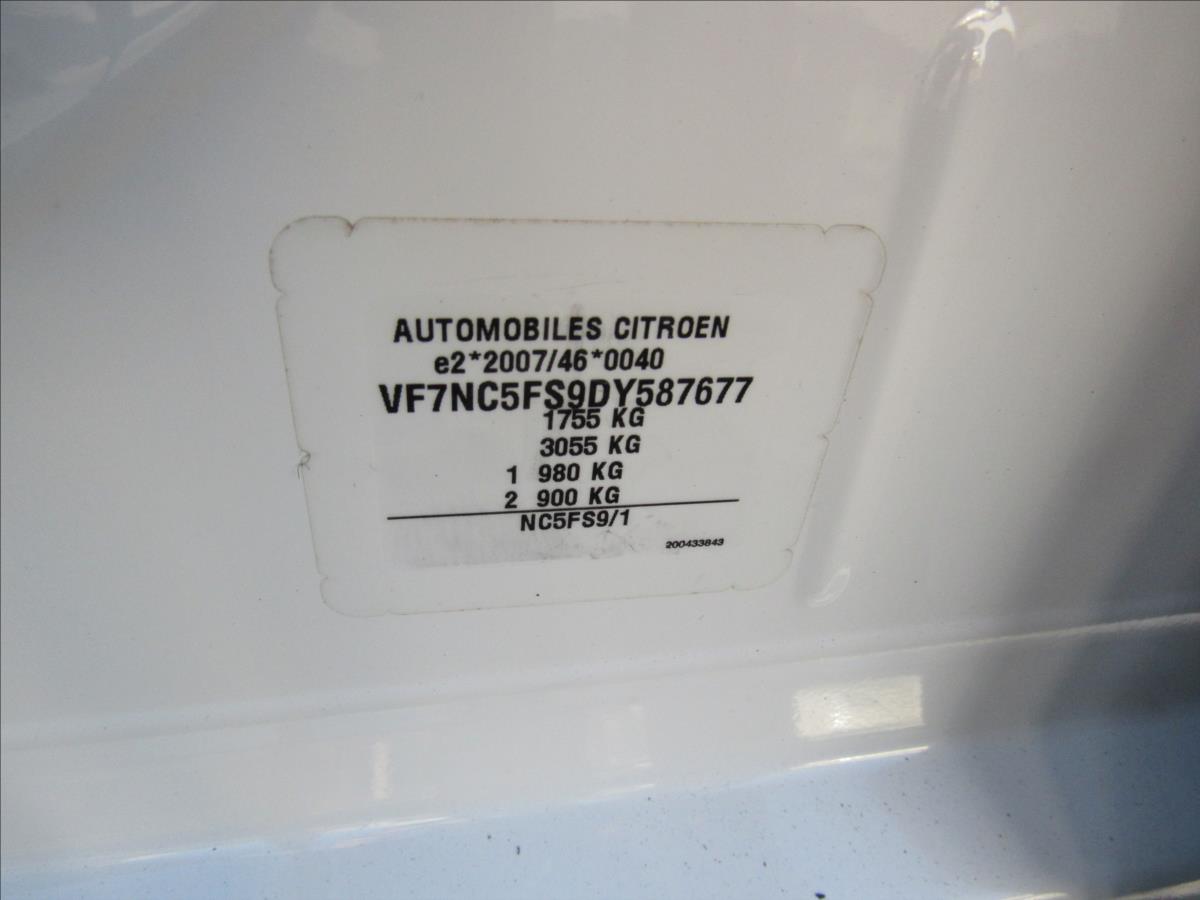 AUTOMOBILES CITROEN
e2*2007/46*0040
VF7NC5FS9DY587677
1755 KG
3055 KG
1 980 KG
2 900 KG
NC5FS9/1
200433843